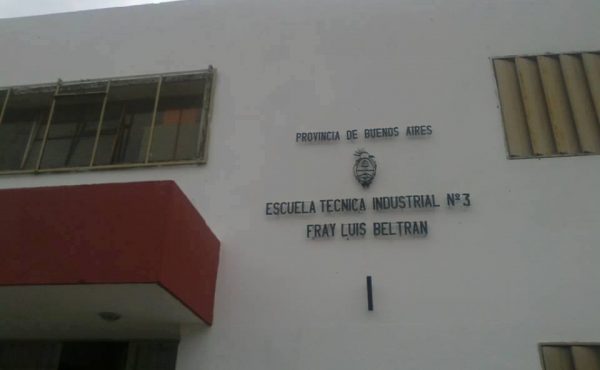 PROVINCIA DE BUENOS AIRES
ESCUELA TECNICA INDUSTRIAL Nº3
FRAY LUIS BELTRAN